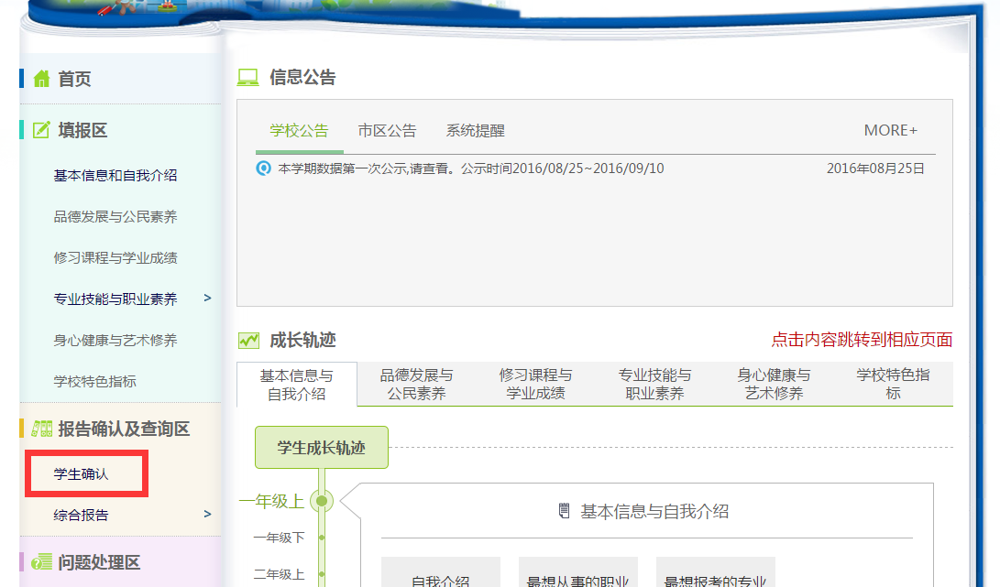 首页
填报区
基本信息和自我介绍
品德发展与公民素养
修习课程与学业成绩
专业技能与职业素养 >
身心健康与艺术修养
学校特色指标
报告确认及查询区
学生确认
综合报告 >
问题处理区
信息公告
学校公告 市区公告 系统提醒 MORE+
本学期数据第一次公示,请查看。公示时间2016/08/25~2016/09/10 2016年08月25日
成长轨迹 点击内容跳转到相应页面
基本信息与
自我介绍
品德发展与
公民素养
修习课程与
学业成绩
专业技能与
职业素养
身心健康与
艺术修养
学校特色指
标
学生成长轨迹
一年级上
一年级下
二年级上
基本信息与自我介绍
自我介绍 最想从事的职业 最想报考的专业